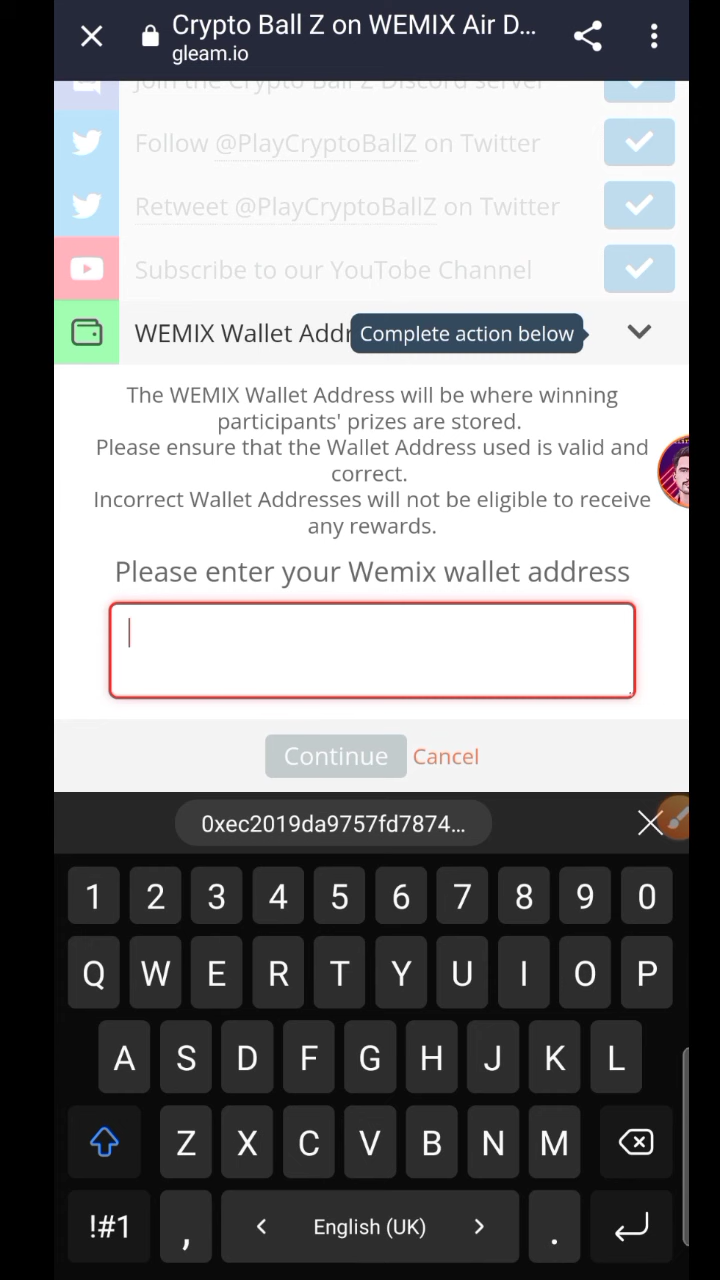 Crypto Ball Z on WEMIX Air D...
gleam.io
Join the Crypto Ball Z Discord server
Follow @PlayCryptoBallZ on Twitter
Retweet @PlayCryptoBallZ on Twitter
Subscribe to our YouTobe Channel
WEMIX Wallet Addr
Complete action below
The WEMIX Wallet Address will be where winning
participants' prizes are stored.
Please ensure that the Wallet Address used is valid and
correct.
Incorrect Wallet Addresses will not be eligible to receive
any rewards.
Please enter your Wemix wallet address
Continue Cancel
0xec2019da9757fd7874...
1 2 3 4 5 6 7 8 9 0
Q W E R T Y U I O P
A S D F G H J K L
Z X C V B N M
!#1 , < English (UK) > .